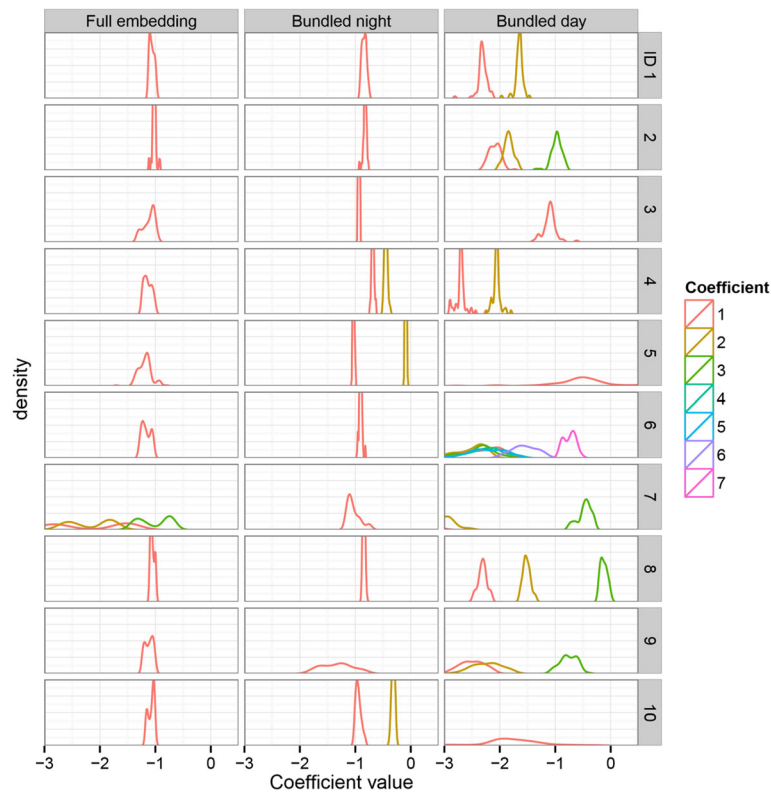 Full embedding Bundled night Bundled day
ID 1
2
3
4
5
6
7
8
9
10
density
−3 −2 −1 0 −3 −2 −1 0 −3 −2 −1 0
Coefficient value
Coefficient
1
2
3
4
5
6
7